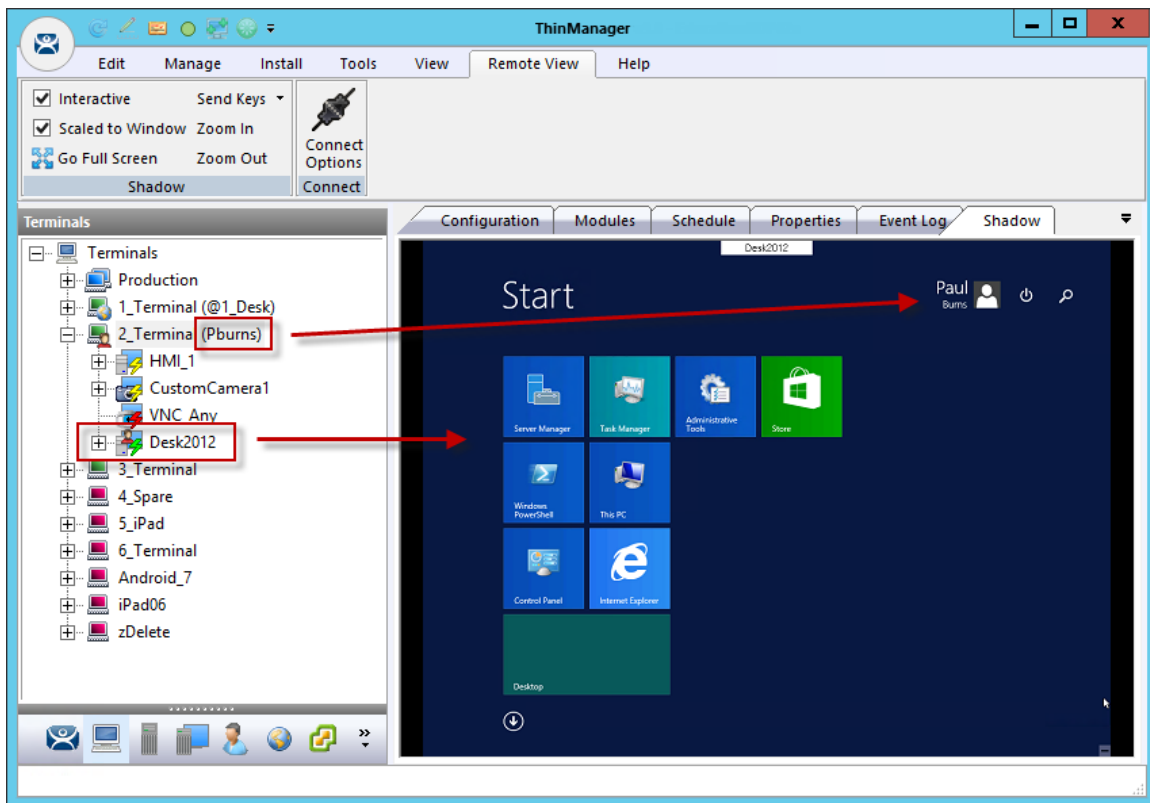 ThinManager
Edit Manage Install Tools View Remote View Help
Interactive Send Keys
Scaled to Window Zoom In
Go Full Screen Zoom Out
Connect Options
Shadow Connect
Terminals
Configuration Modules Schedule Properties Event Log Shadow
Terminals
Production
1_Terminal (@1_Desk)
2_Terminal (Pburns)
HMI_1
CustomCamera1
VNC_Any
Desk2012
3_Terminal
4_Spare
5_iPad
6_Terminal
Android_7
iPad06
zDelete
Desk2012
Start
Paul
Burns
Server Manager
Task Manager
Administrative
Tools
Store
Windows
PowerShell
This PC
Control Panel
Internet Explorer
Desktop